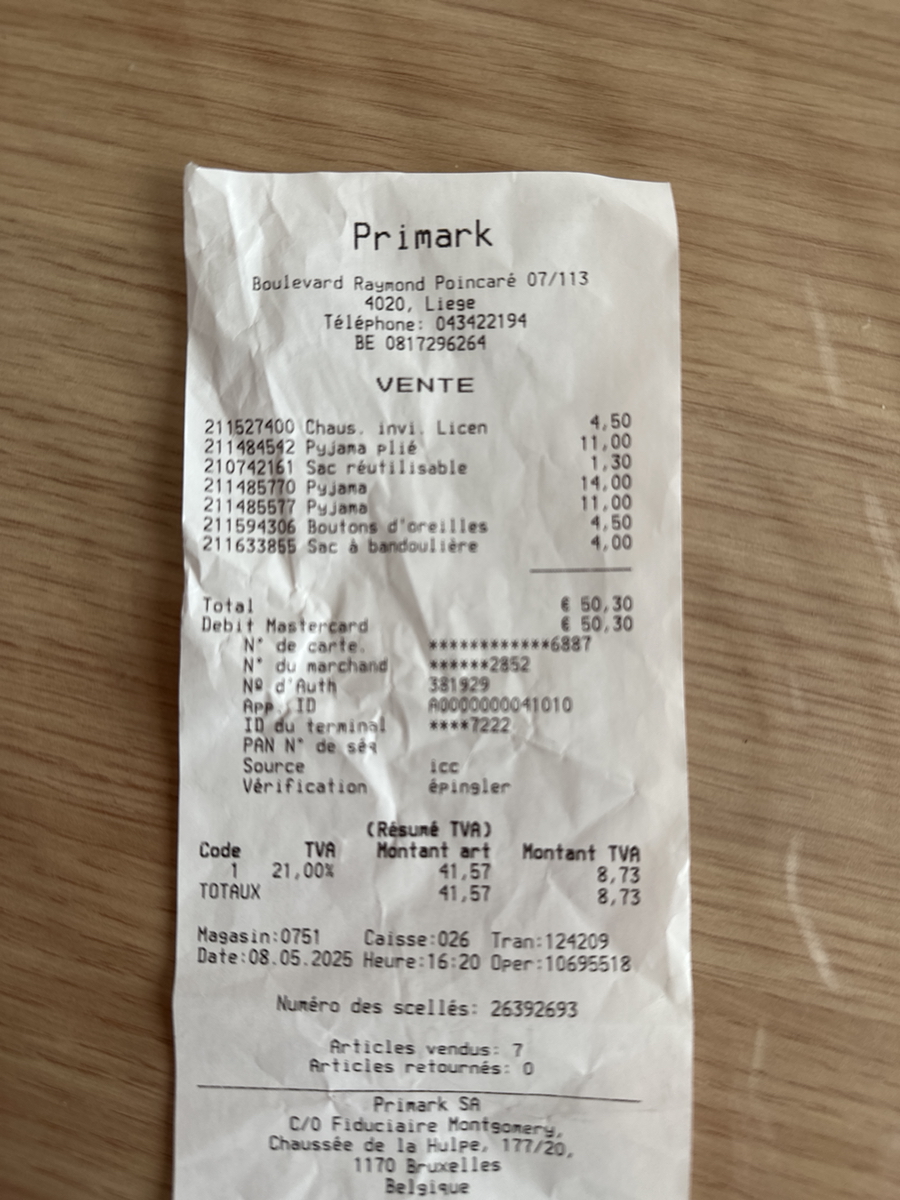 Primark
Boulevard Raymond Poincaré 07/113
4020, Liege
Téléphone: 043422194
BE 0817296264
VENTE
211527400 Chaus. invi. Licen 4,50
211484542 Pyjama plié 11,00
210742161 Sac réutilisable 1,30
211485770 Pyjama 14,00
211485577 Pyjama 11,00
211594306 Boutons d'oreilles 4,50
211633855 Sac à bandoulière 4,00
Total € 50,30
Debit Mastercard € 50,30
N° de carte. ************6887
N° du marchand ******2852
Nº d'Auth 381929
App. ID A0000000041010
ID du terminal ****7222
PAN N° de séq
Source icc
Vérification épingler
(Résumé TVA)
Code TVA Montant art Montant TVA
1 21,00% 41,57 8,73
TOTAUX 41,57 8,73
Magasin:0751 Caisse:026 Tran:124209
Date:08.05.2025 Heure:16:20 Oper:10695518
Numéro des scellés: 26392693
Articles vendus: 7
Articles retournés: 0
Primark SA
C/O Fiduciaire Montgomery,
Chaussée de la Hulpe, 177/20,
1170 Bruxelles
Belgique